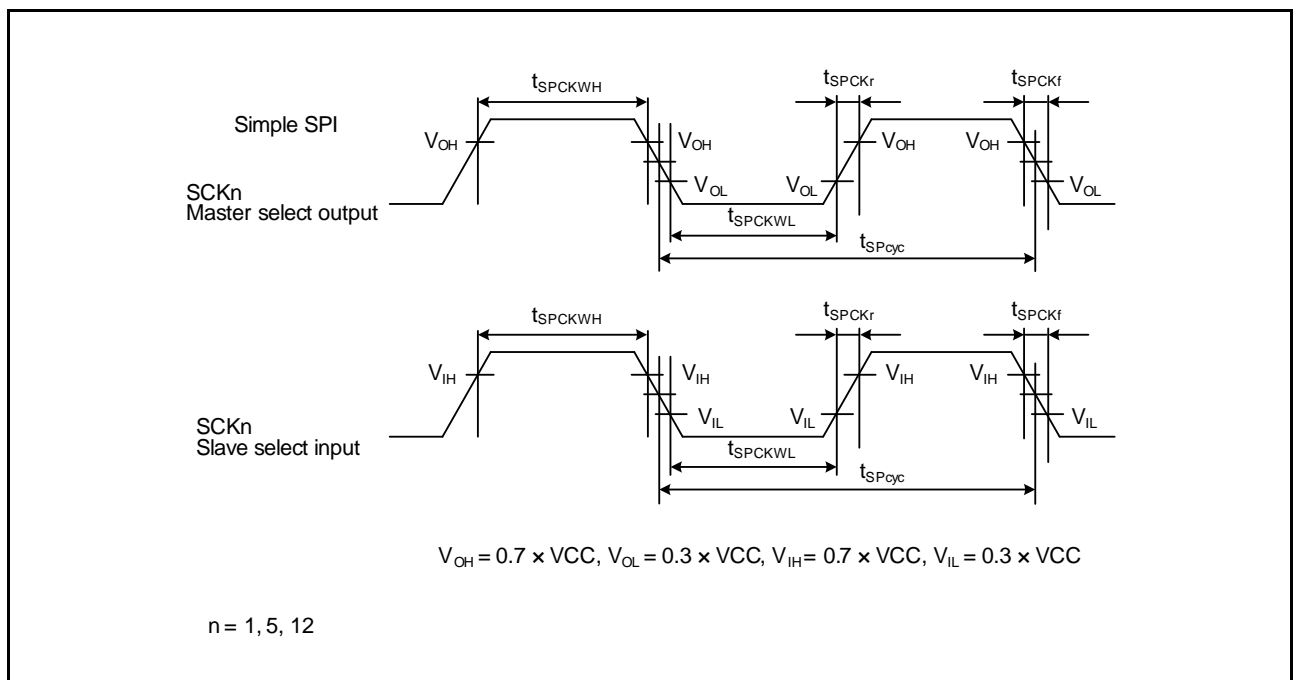 tSPCKWH
tSPCKr
tSPCKf
Simple SPI
VOH
VOH
VOH
VOH
SCKn
Master select output
VOL
VOL
VOL
tSPCKWL
tSPcyc
tSPCKWH
tSPCKr
tSPCKf
VIH
VIH
VIH
VIH
SCKn
Slave select input
VIL
VIL
VIL
tSPCKWL
tSPcyc
VOH = 0.7 × VCC, VOL = 0.3 × VCC, VIH = 0.7 × VCC, VIL = 0.3 × VCC
n = 1, 5, 12